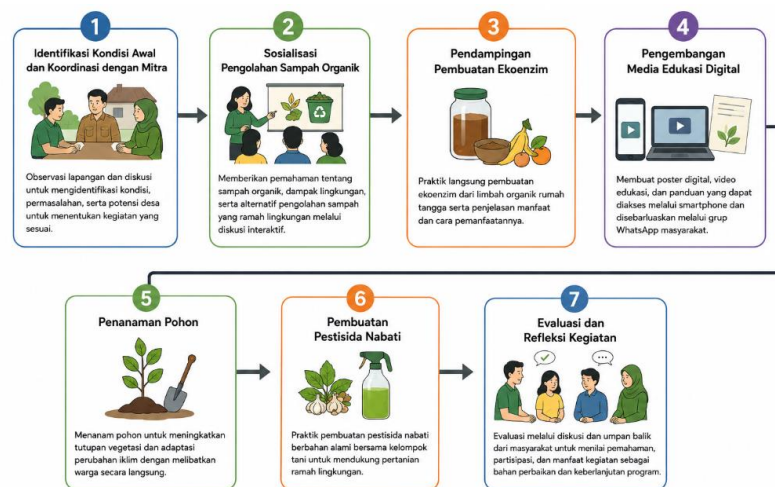 1
Identifikasi Kondisi Awal
dan Koordinasi dengan Mitra
Observasi lapangan dan diskusi
untuk mengidentifikasi kondisi,
permasalahan, serta potensi desa
untuk menentukan kegiatan yang
sesuai.
2
Sosialisasi
Pengolahan Sampah Organik
Memberikan pemahaman tentang
sampah organik, dampak lingkungan,
serta alternatif pengolahan sampah
yang ramah lingkungan melalui
diskusi interaktif.
3
Pendampingan
Pembuatan Ekoenzim
Praktik langsung pembuatan
ekoenzim dari limbah organik rumah
tangga serta penjelasan manfaat
dan cara pemanfaatannya.
4
Pengembangan
Media Edukasi Digital
Membuat poster digital, video
edukasi, dan panduan yang dapat
diakses melalui smartphone dan
disebarluaskan melalui grup
WhatsApp masyarakat.
5
Penanaman Pohon
Menanam pohon untuk meningkatkan
tutupan vegetasi dan adaptasi
perubahan iklim dengan melibatkan
warga secara langsung.
6
Pembuatan
Pestisida Nabati
Praktik pembuatan pestisida nabati
berbahan alami bersama kelompok
tani untuk mendukung pertanian
ramah lingkungan.
7
Evaluasi dan
Refleksi Kegiatan
Evaluasi melalui diskusi dan umpan balik
dari masyarakat untuk menilai pemahaman,
partisipasi, dan manfaat kegiatan sebagai
bahan perbaikan dan keberlanjutan program.